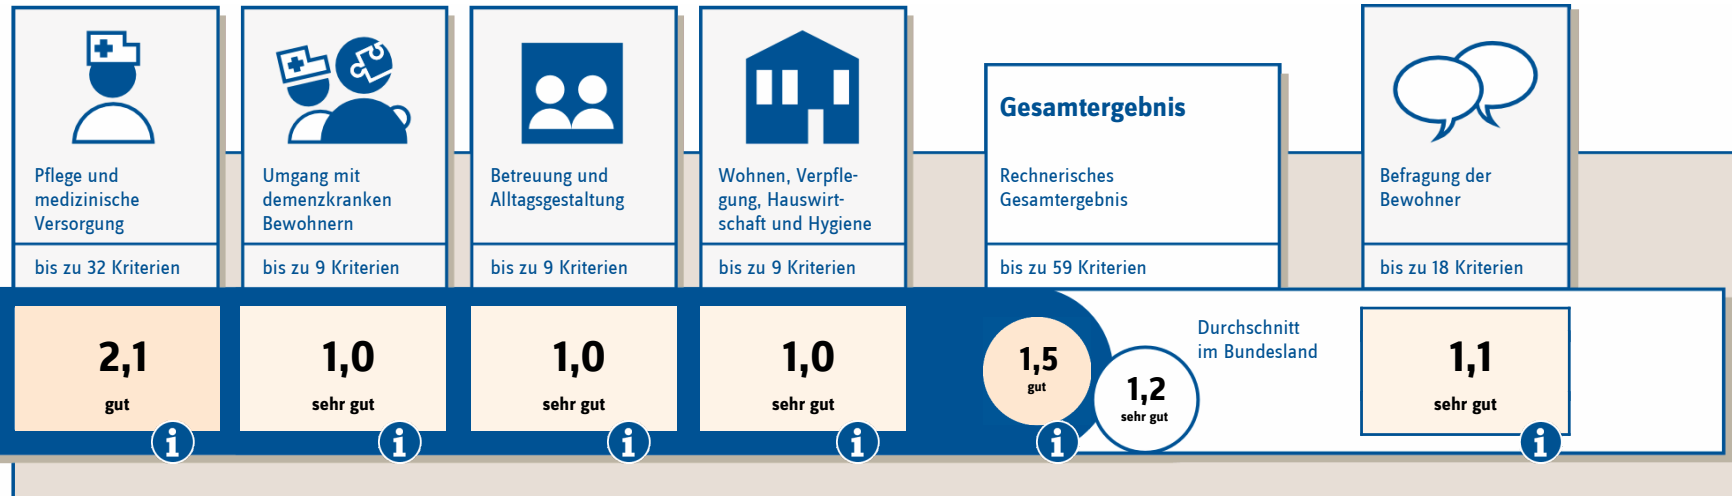 Pflege und
medizinische
Versorgung
bis zu 32 Kriterien
2,1
gut
Umgang mit
demenzkranken
Bewohnern
bis zu 9 Kriterien
1,0
sehr gut
Betreuung und
Alltagsgestaltung
bis zu 9 Kriterien
1,0
sehr gut
Wohnen, Verpfle-
gung, Hauswirt-
schaft und Hygiene
bis zu 9 Kriterien
1,0
sehr gut
Gesamtergebnis
Rechnerisches
Gesamtergebnis
bis zu 59 Kriterien
1,5
gut
1,2
sehr gut
Durchschnitt
im Bundesland
Befragung der
Bewohner
bis zu 18 Kriterien
1,1
sehr gut